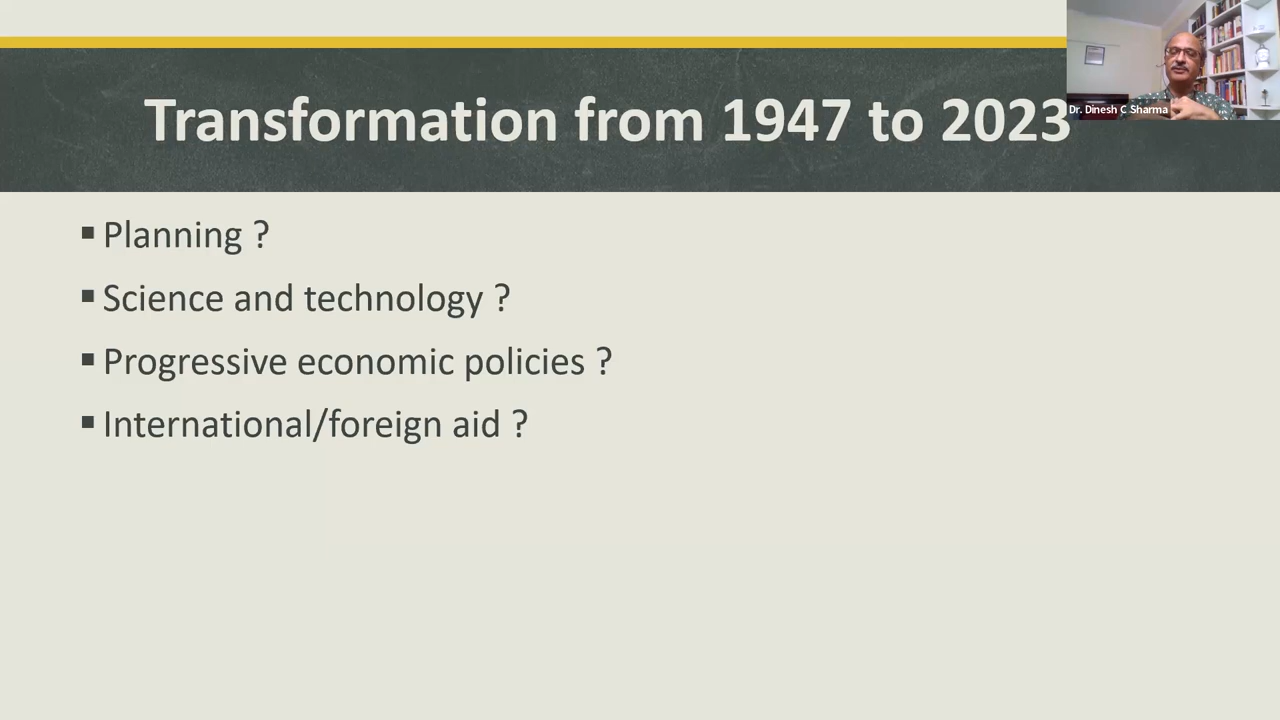 Transformation from 1947 to 2023
Dr. Dinesh C Sharma
▪ Planning ?
▪ Science and technology ?
▪ Progressive economic policies ?
▪ International/foreign aid ?